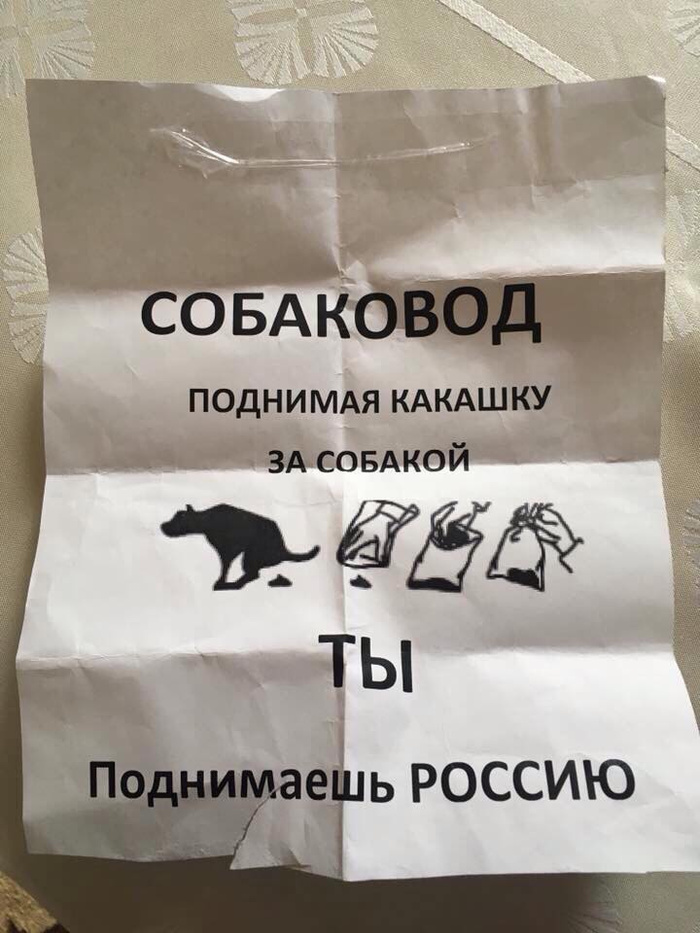 СОБАКОВОД
ПОДНИМАЯ КАКАШКУ
ЗА СОБАКОЙ
ТЫ
Поднимаешь РОССИЮ